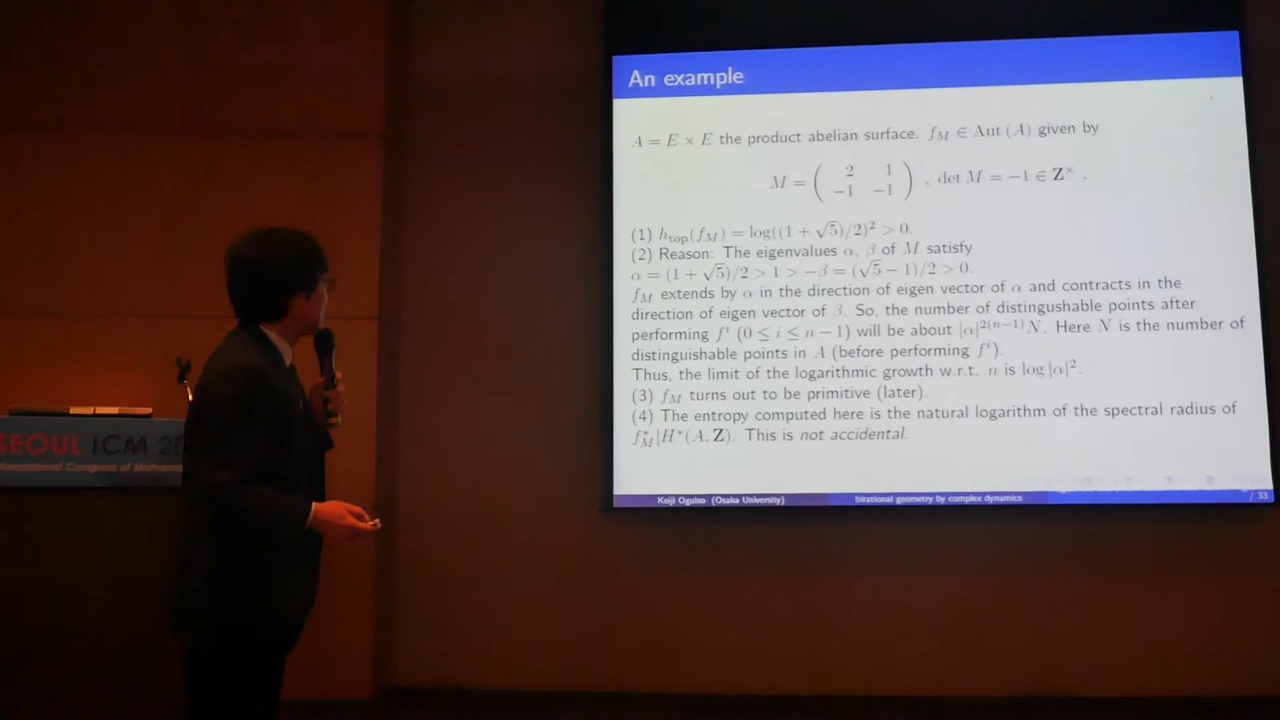 An example
A = E × E the product abelian surface. f_M ∈ Aut (A) given by
M = ( 2 1
-1 -1 ) , det M = −1 ∈ Z^× .
(1) h_top(f_M) = log((1 + √5)/2)^2 > 0.
(2) Reason: The eigenvalues α, β of M satisfy
α = (1 + √5)/2 > 1 > −β = (√5 − 1)/2 > 0.
f_M extends by α in the direction of eigen vector of α and contracts in the
direction of eigen vector of β. So, the number of distingushable points after
performing f^i (0 ≤ i ≤ n − 1) will be about |α|^{2(n−1)}N. Here N is the number of
distinguishable points in A (before performing f^i).
Thus, the limit of the logarithmic growth w.r.t. n is log |α|^2.
(3) f_M turns out to be primitive (later).
(4) The entropy computed here is the natural logarithm of the spectral radius of
f_M^*|H^*(A, Z). This is not accidental.
Keiji Oguiso (Osaka University) birational geometry by complex dynamics / 33
SEOUL ICM 20
International Congress of Mathem